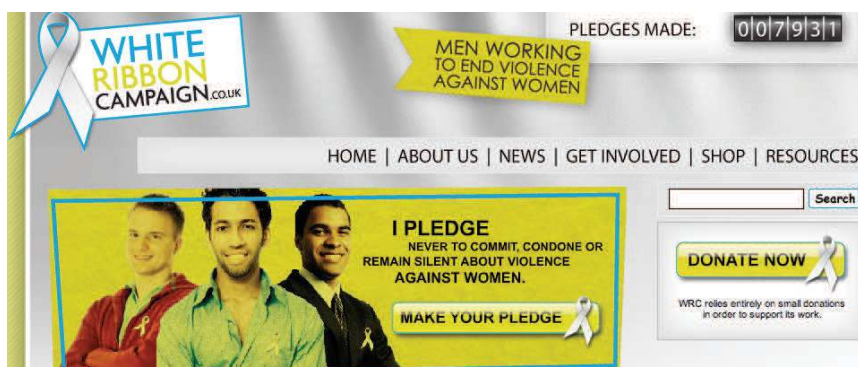 WHITE
RIBBON
CAMPAIGN.CO.UK
MEN WORKING
TO END VIOLENCE
AGAINST WOMEN
PLEDGES MADE:
007931
HOME | ABOUT US | NEWS | GET INVOLVED | SHOP | RESOURCES
Search
I PLEDGE
NEVER TO COMMIT, CONDONE OR
REMAIN SILENT ABOUT VIOLENCE
AGAINST WOMEN.
MAKE YOUR PLEDGE
DONATE NOW
WRC relies entirely on small donations
in order to support its work.